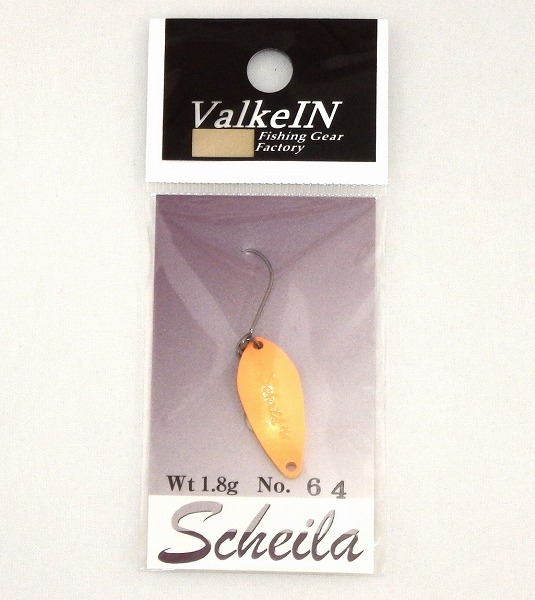 ValkeIN
Fishing Gear
Factory
Wt 1.8g No. 64
Scheila